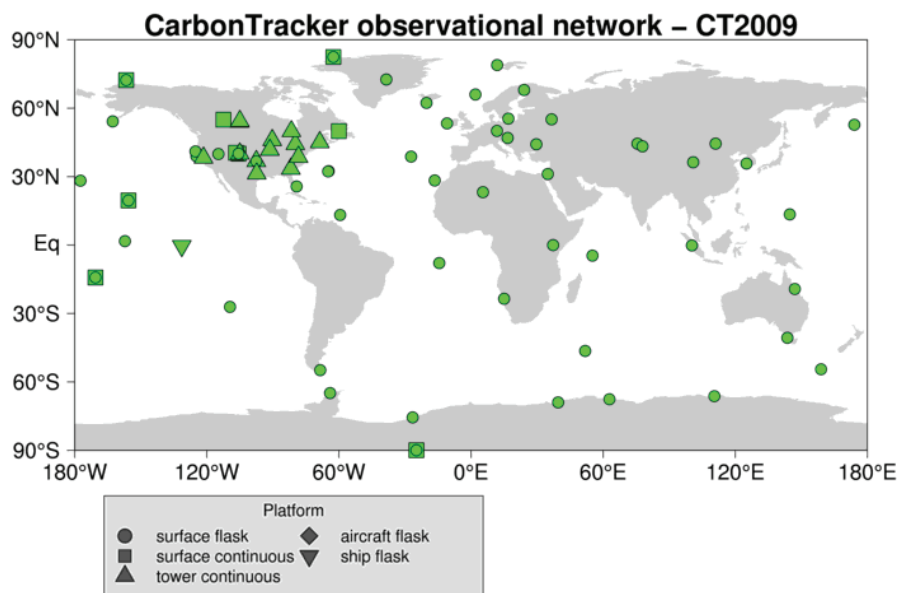 CarbonTracker observational network – CT2009
90°N
60°N
30°N
Eq
30°S
60°S
90°S
180°W
120°W
60°W
0°E
60°E
120°E
180°E
Platform
surface flask
aircraft flask
surface continuous
ship flask
tower continuous